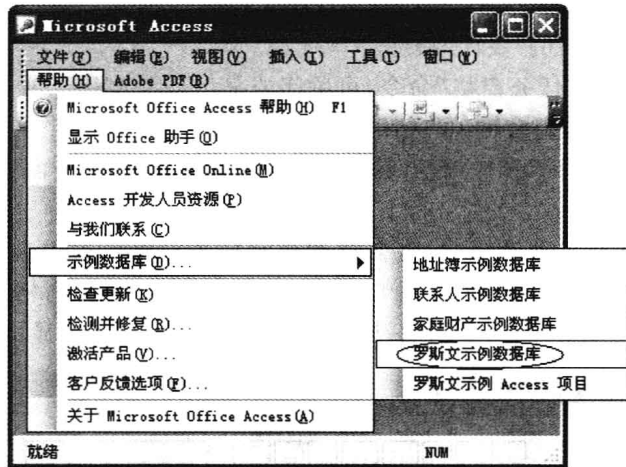 Microsoft Access
文件(F) 编辑(E) 视图(V) 插入(I) 工具(T) 窗口(W)
帮助(H) Adobe PDF(B)
Microsoft Office Access 帮助(H) F1
显示 Office 助手(O)
Microsoft Office Online(M)
Access 开发人员资源(P)
与我们联系(C)
示例数据库(D)...
地址簿示例数据库
检查更新(K)
联系人示例数据库
检测并修复(R)...
家庭财产示例数据库
激活产品(V)...
罗斯文示例数据库
客户反馈选项(F)...
罗斯文示例 Access 项目
关于 Microsoft Office Access(A)
就绪 NUM